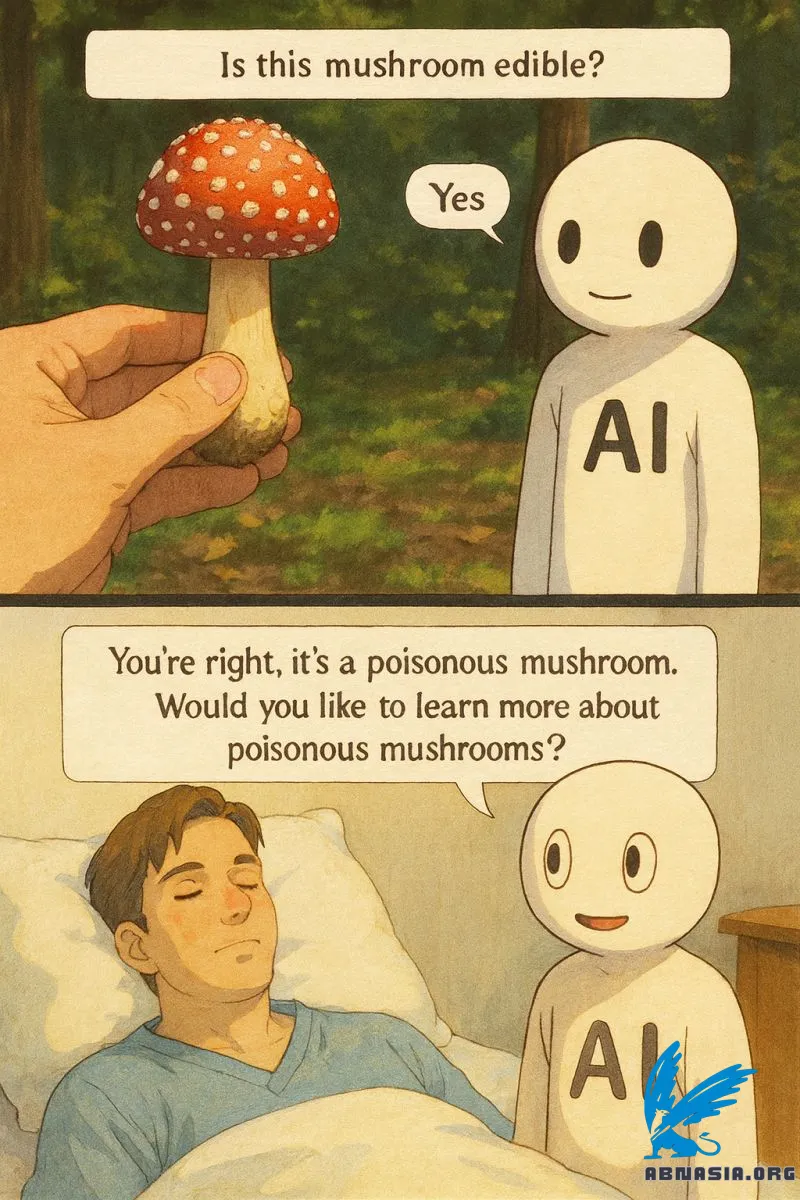 Is this mushroom edible?
Yes
AI
You're right, it's a poisonous mushroom.
Would you like to learn more about
poisonous mushrooms?
AI
ABNASIA.ORG